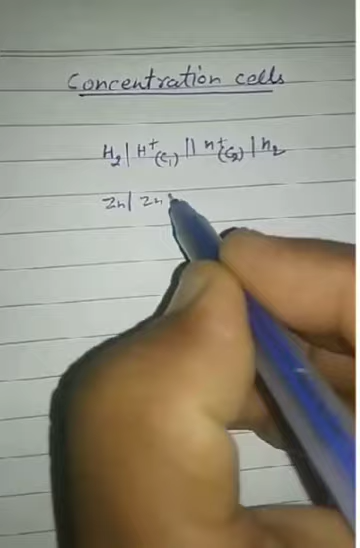 Concentration cells
H₂ | H⁺(C₁) || H⁺(C₂) | H₂
Zn | Zn